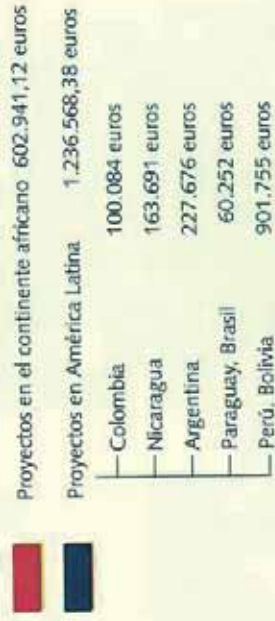 Proyectos en el continente africano 602.941,12 euros
Proyectos en América Latina 1.236.568,38 euros
Colombia 100.084 euros
Nicaragua 163.691 euros
Argentina 227.676 euros
Paraguay, Brasil 60.252 euros
Perú, Bolivia 901.755 euros